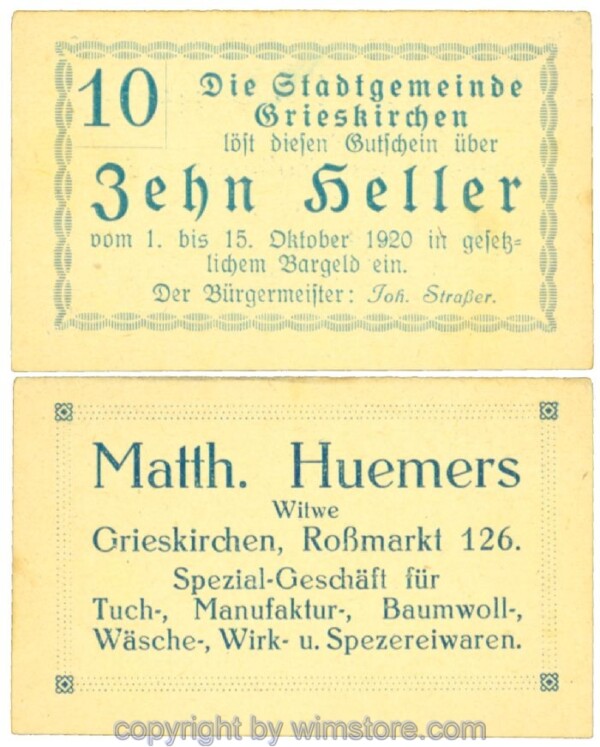 10
Die Stadtgemeinde
Grieskirchen
löst diesen Gutschein über
Zehn Heller
vom 1. bis 15. Oktober 1920 in gesetz=
lichem Bargeld ein.
Der Bürgermeister: Joh. Straßer.
Matth. Huemers
Witwe
Grieskirchen, Roßmarkt 126.
Spezial-Geschäft für
Tuch-, Manufaktur-, Baumwoll-,
Wäsche-, Wirk- u. Spezereiwaren.
copyright by wimstore.com